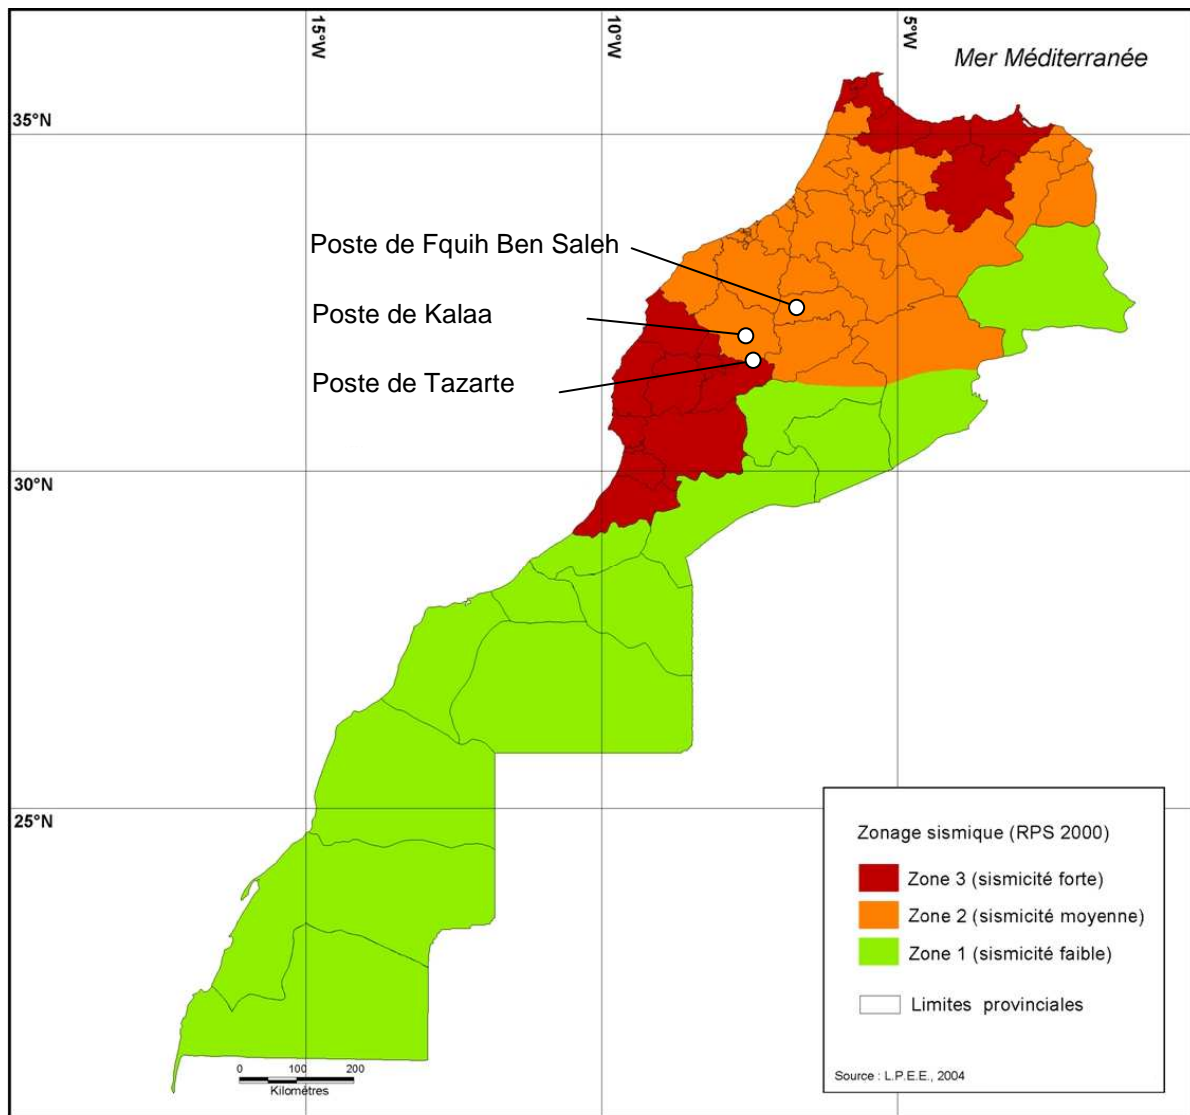 15°W
10°W
5°W
Mer Méditerranée
35°N
Poste de Fquih Ben Saleh
Poste de Kalaa
Poste de Tazarte
30°N
25°N
Zonage sismique (RPS 2000)
Zone 3 (sismicité forte)
Zone 2 (sismicité moyenne)
Zone 1 (sismicité faible)
Limites provinciales
Source : L.P.E.E., 2004
0 100 200
Kilométres